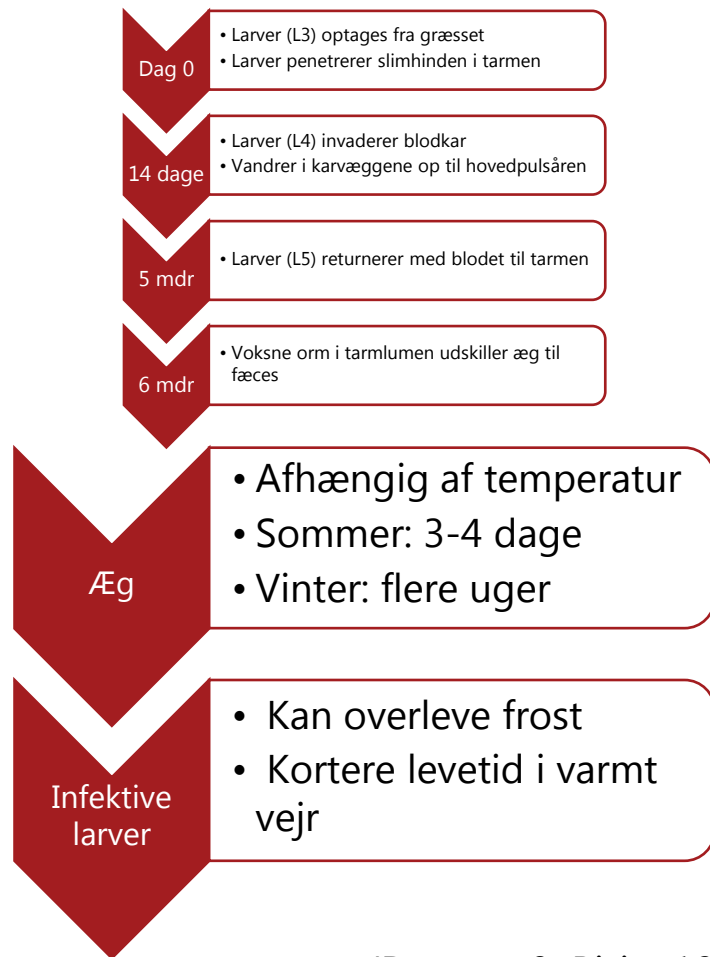 Dag 0
• Larver (L3) optages fra græsset
• Larver penetrerer slimhinden i tarmen
14 dage
• Larver (L4) invaderer blodkar
• Vandrer i karvæggene op til hovedpulsåren
5 mdr
• Larver (L5) returnerer med blodet til tarmen
6 mdr
• Voksne orm i tarmlumen udskiller æg til
fæces
Æg
• Afhængig af temperatur
• Sommer: 3-4 dage
• Vinter: flere uger
Infektive
larver
• Kan overleve frost
• Kortere levetid i varmt
vejr